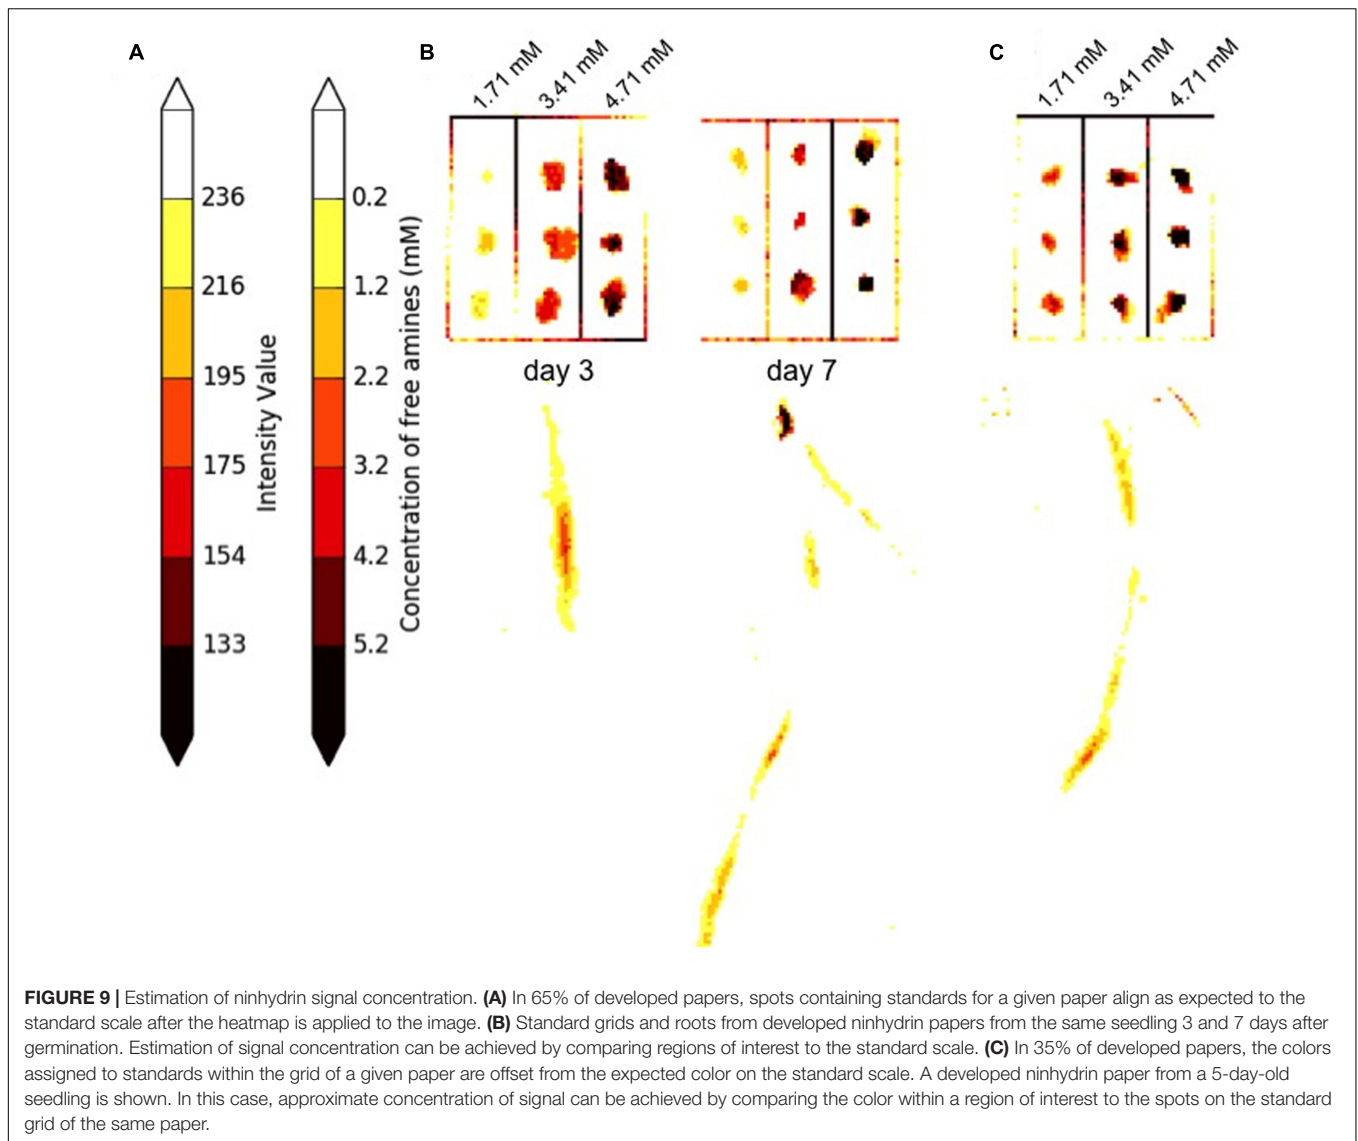 A
B
C
1.71 mM
3.41 mM
4.71 mM
1.71 mM
3.41 mM
4.71 mM
236
216
195
175
154
133
Intensity Value
0.2
1.2
2.2
3.2
4.2
5.2
Concentration of free amines (mM)
day 3
day 7
FIGURE 9 | Estimation of ninhydrin signal concentration. (A) In 65% of developed papers, spots containing standards for a given paper align as expected to the
standard scale after the heatmap is applied to the image. (B) Standard grids and roots from developed ninhydrin papers from the same seedling 3 and 7 days after
germination. Estimation of signal concentration can be achieved by comparing regions of interest to the standard scale. (C) In 35% of developed papers, the colors
assigned to standards within the grid of a given paper are offset from the expected color on the standard scale. A developed ninhydrin paper from a 5-day-old
seedling is shown. In this case, approximate concentration of signal can be achieved by comparing the color within a region of interest to the spots on the standard
grid of the same paper.